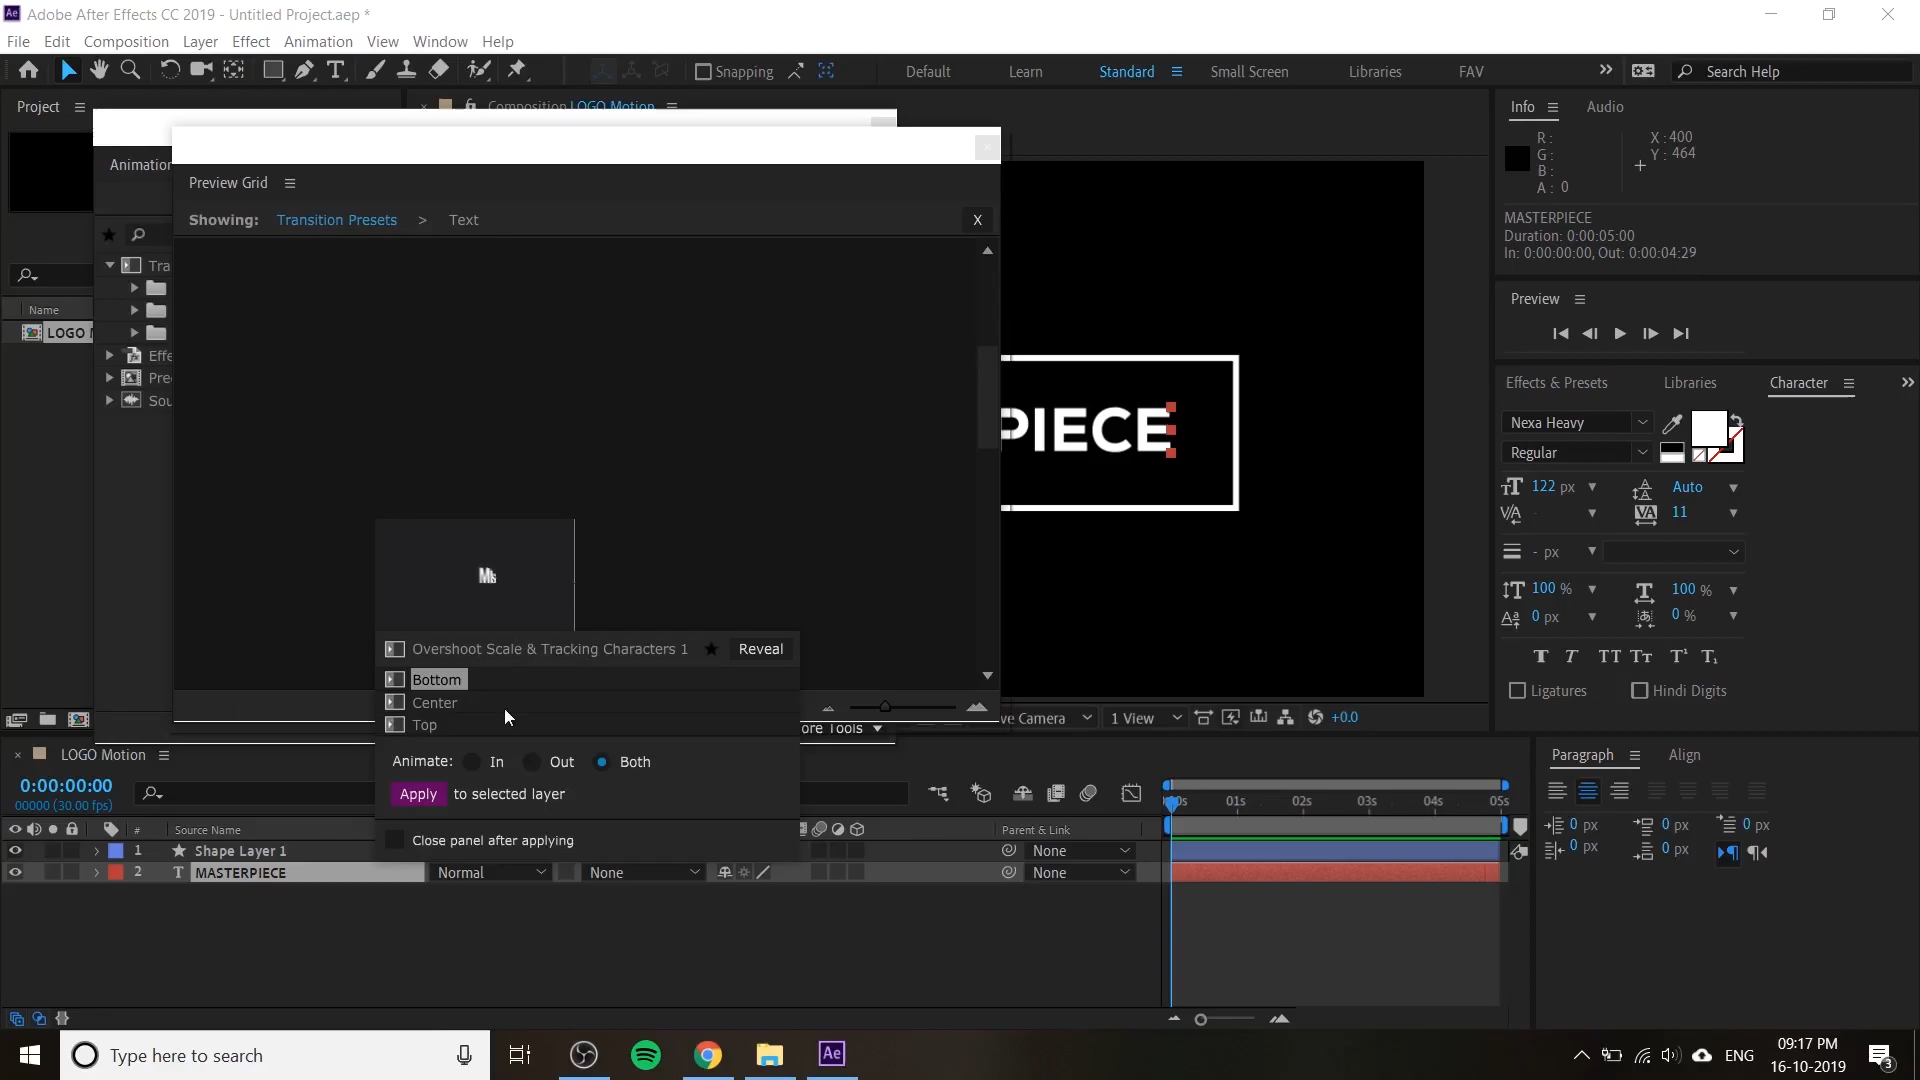 Adobe After Effects CC 2019 - Untitled Project.aep *
File Edit Composition Layer Effect Animation View Window Help
Snapping
Default Learn Standard Small Screen Libraries FAV
Search Help
Project
Composition LOGO Motion
Animation
Preview Grid
Showing: Transition Presets > Text X
Name
LOGO
Overshoot Scale & Tracking Characters 1 Reveal
Bottom
Center
Top
Animate: In Out Both
Apply to selected layer
Close panel after applying
PIECE
1 View
+0.0
Info Audio
R :
G :
B :
A : 0
X : 400
Y : 464
MASTERPIECE
Duration: 0:00:05:00
In: 0:00:00:00, Out: 0:00:04:29
Preview
Effects & Presets Libraries Character
Nexa Heavy
Regular
122 px Auto
- 11
- px
100 % 100 %
0 px 0 %
T T TT Tт T¹ T₁
Ligatures Hindi Digits
LOGO Motion
0:00:00:00
00000 (30.00 fps)
# Source Name Parent & Link
1 Shape Layer 1 None
2 T MASTERPIECE Normal None None
01s 02s 03s 04s 05s
Paragraph Align
0 px 0 px 0 px
0 px 0 px
Type here to search
ENG
09:17 PM
16-10-2019
3